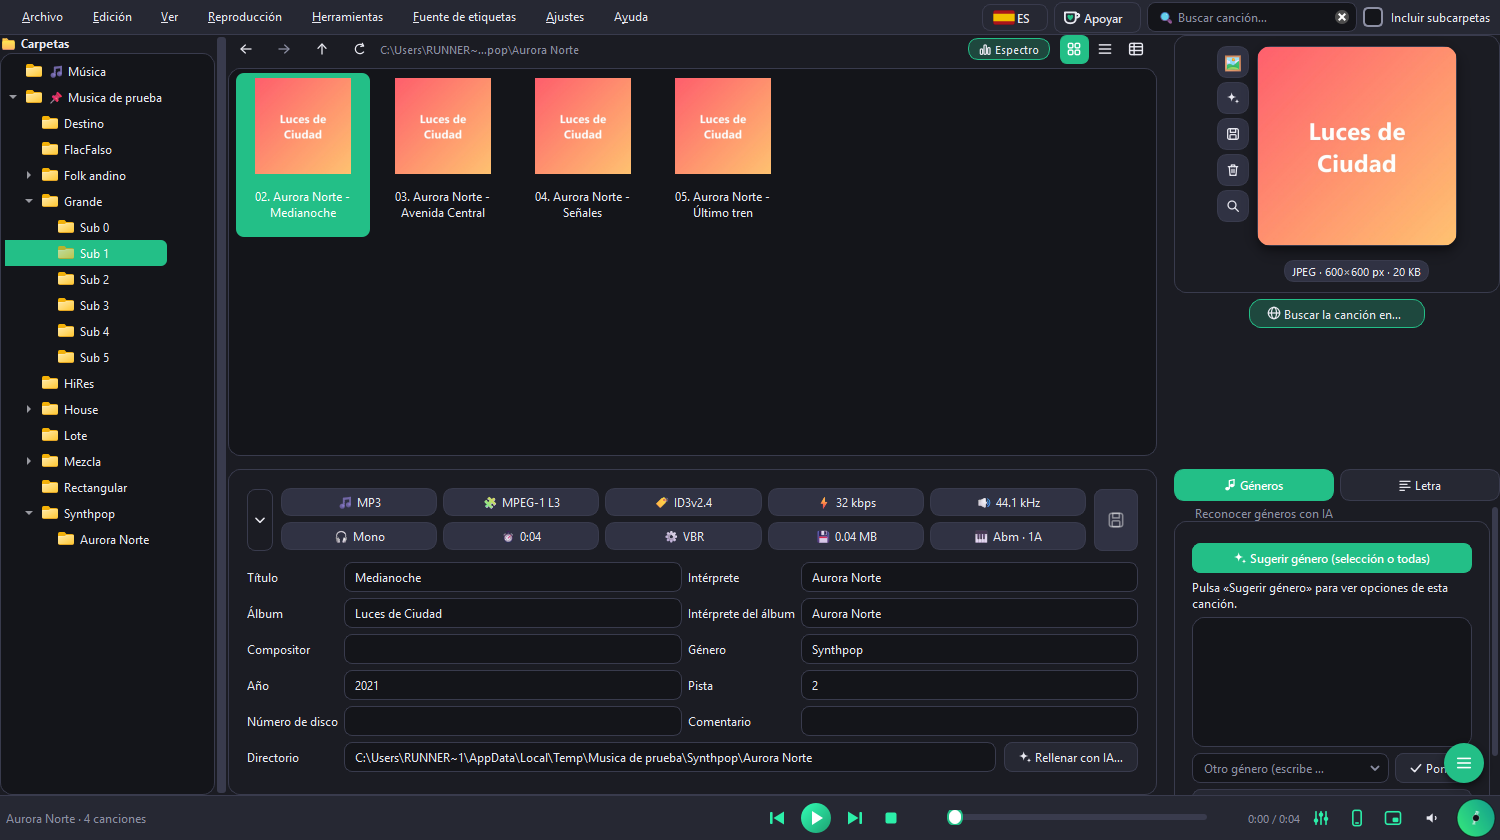 Archivo Edición Ver Reproducción Herramientas Fuente de etiquetas Ajustes Ayuda ES Apoyar Buscar canción... Incluir subcarpetas
Carpetas
Música
Musica de prueba
Destino
FlacFalso
Folk andino
Grande
Sub 0
Sub 1
Sub 2
Sub 3
Sub 4
Sub 5
HiRes
House
Lote
Mezcla
Rectangular
Synthpop
Aurora Norte
C:\Users\RUNNER~...pop\Aurora Norte Espectro
Luces de
Ciudad
02. Aurora Norte -
Medianoche
Luces de
Ciudad
03. Aurora Norte -
Avenida Central
Luces de
Ciudad
04. Aurora Norte -
Señales
Luces de
Ciudad
05. Aurora Norte -
Último tren
MP3 MPEG-1 L3 ID3v2.4 32 kbps 44.1 kHz
Mono 0:04 VBR 0.04 MB Abm · 1A
Título Medianoche Intérprete Aurora Norte
Álbum Luces de Ciudad Intérprete del álbum Aurora Norte
Compositor Género Synthpop
Año 2021 Pista 2
Número de disco Comentario
Directorio C:\Users\RUNNER~1\AppData\Local\Temp\Musica de prueba\Synthpop\Aurora Norte Rellenar con IA...
Luces de
Ciudad
JPEG · 600×600 px · 20 KB
Buscar la canción en...
Géneros Letra
Reconocer géneros con IA
Sugerir género (selección o todas)
Pulsa «Sugerir género» para ver opciones de esta
canción.
Otro género (escribe ...
Aurora Norte · 4 canciones 0:00 / 0:04